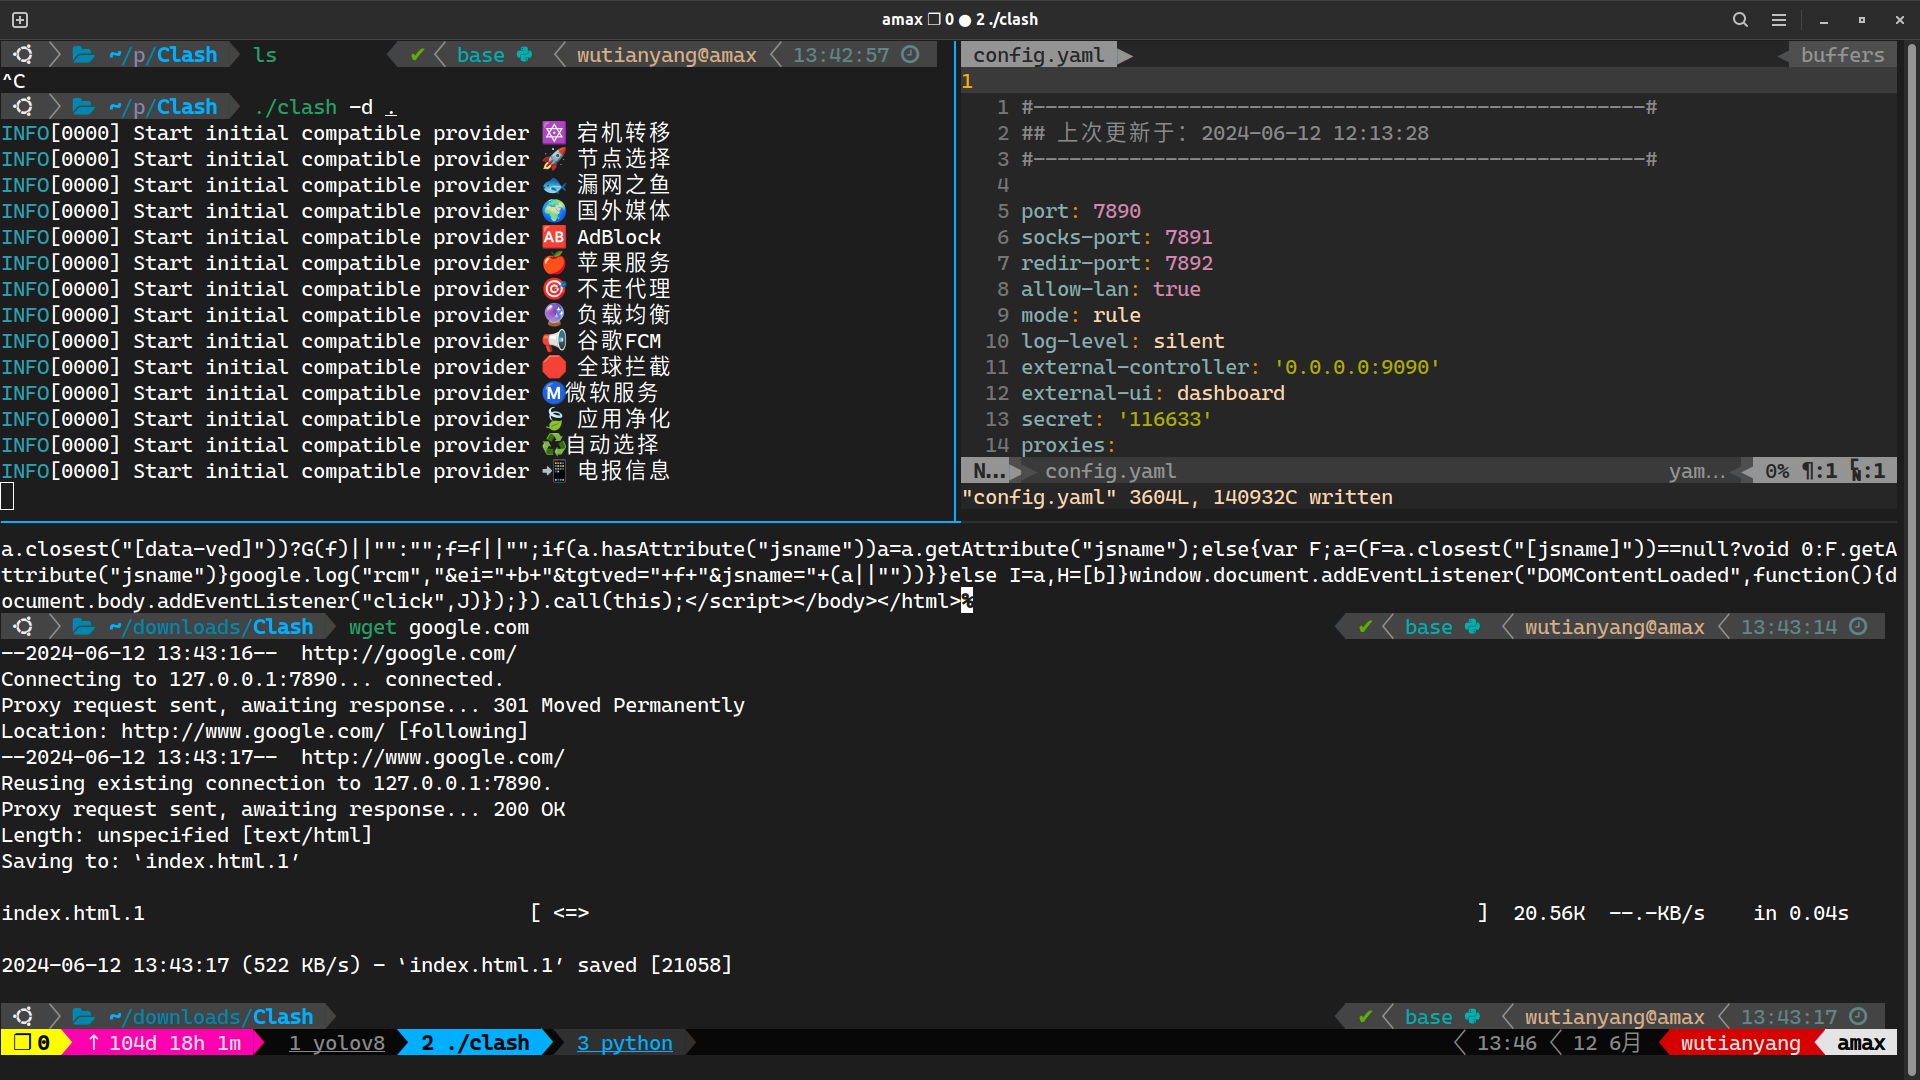 amax ❐ 0 ● 2 ./clash
~/p/Clash ls ✔ base wutianyang@amax 13:42:57
^C
~/p/Clash ./clash -d .
INFO[0000] Start initial compatible provider 🔯 宕机转移
INFO[0000] Start initial compatible provider 🚀 节点选择
INFO[0000] Start initial compatible provider 🐟 漏网之鱼
INFO[0000] Start initial compatible provider 🌍 国外媒体
INFO[0000] Start initial compatible provider 🆎 AdBlock
INFO[0000] Start initial compatible provider 🍎 苹果服务
INFO[0000] Start initial compatible provider 🎯 不走代理
INFO[0000] Start initial compatible provider 🔮 负载均衡
INFO[0000] Start initial compatible provider 📢 谷歌FCM
INFO[0000] Start initial compatible provider 🛑 全球拦截
INFO[0000] Start initial compatible provider Ⓜ️微软服务
INFO[0000] Start initial compatible provider 🍃 应用净化
INFO[0000] Start initial compatible provider ♻️自动选择
INFO[0000] Start initial compatible provider 📲 电报信息
config.yaml buffers
1
1 #---------------------------------------------------#
2 ## 上次更新于: 2024-06-12 12:13:28
3 #---------------------------------------------------#
4
5 port: 7890
6 socks-port: 7891
7 redir-port: 7892
8 allow-lan: true
9 mode: rule
10 log-level: silent
11 external-controller: '0.0.0.0:9090'
12 external-ui: dashboard
13 secret: '116633'
14 proxies:
N... config.yaml yam… 0% ¶:1 ␤:1
"config.yaml" 3604L, 140932C written
a.closest("[data-ved]"))?G(f)||"":"";f=f||"";if(a.hasAttribute("jsname"))a=a.getAttribute("jsname");else{var F;a=(F=a.closest("[jsname]"))==null?void 0:F.getA
ttribute("jsname")}google.log("rcm","&ei="+b+"&tgtved="+f+"&jsname="+(a||""))}}else I=a,H=[b]}window.document.addEventListener("DOMContentLoaded",function(){d
ocument.body.addEventListener("click",J)});}).call(this);</script></body></html>%
~/downloads/Clash wget google.com ✔ base wutianyang@amax 13:43:14
--2024-06-12 13:43:16--  http://google.com/
Connecting to 127.0.0.1:7890... connected.
Proxy request sent, awaiting response... 301 Moved Permanently
Location: http://www.google.com/ [following]
--2024-06-12 13:43:17--  http://www.google.com/
Reusing existing connection to 127.0.0.1:7890.
Proxy request sent, awaiting response... 200 OK
Length: unspecified [text/html]
Saving to: ‘index.html.1’
index.html.1 [ <=> ] 20.56K --.-KB/s in 0.04s
2024-06-12 13:43:17 (522 KB/s) - ‘index.html.1’ saved [21058]
~/downloads/Clash ✔ base wutianyang@amax 13:43:17
❐ 0 ↑ 104d 18h 1m 1 yolov8 2 ./clash 3 python 13:46 12 6月 wutianyang amax